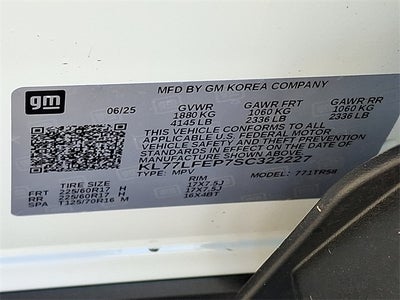 gm
MFD BY GM KOREA COMPANY
06/25 GVWR GAWR FRT GAWR RR
1880 KG 1060 KG 1060 KG
4145 LB 2336 LB 2336 LB
THIS VEHICLE CONFORMS TO ALL
APPLICABLE U.S. FEDERAL MOTOR
VEHICLE SAFETY, AND THEFT PREVENTION
STANDARDS IN EFFECT ON THE DATE OF
MANUFACTURE SHOWN ABOVE.
KL77LFEP7SC322227
TYPE: MPV MODEL: 771TR58
TIRE SIZE RIM
FRT 225/60R17 H 17X7.5J
RR 225/60R17 H 17X7.5J
SPA T125/70R16 M 16X4BT